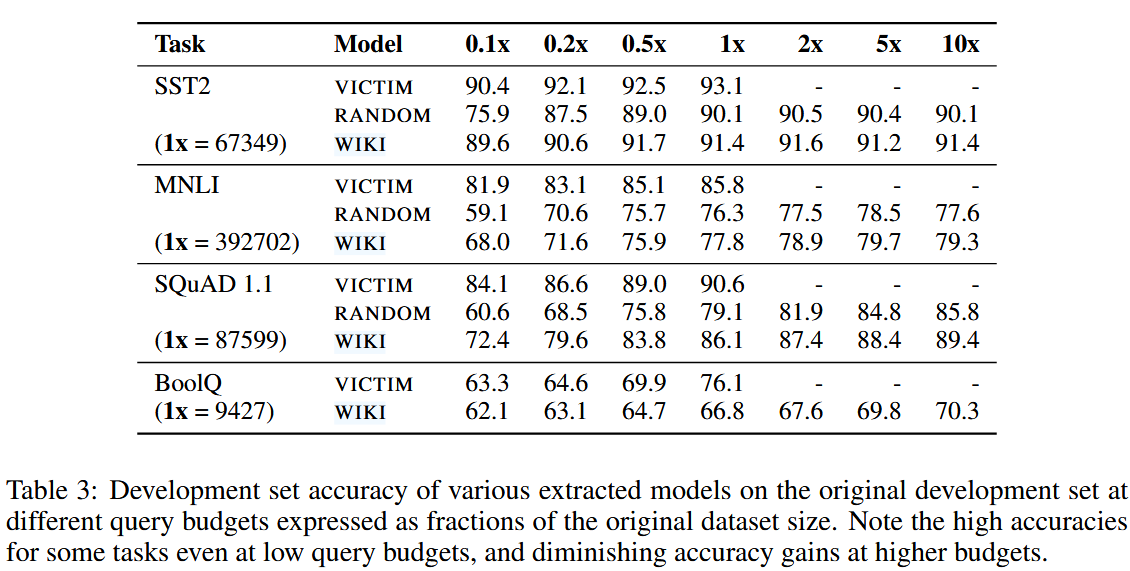 Task Model 0.1x 0.2x 0.5x 1x 2x 5x 10x
SST2 VICTIM 90.4 92.1 92.5 93.1 - - -
RANDOM 75.9 87.5 89.0 90.1 90.5 90.4 90.1
(1x = 67349) WIKI 89.6 90.6 91.7 91.4 91.6 91.2 91.4
MNLI VICTIM 81.9 83.1 85.1 85.8 - - -
RANDOM 59.1 70.6 75.7 76.3 77.5 78.5 77.6
(1x = 392702) WIKI 68.0 71.6 75.9 77.8 78.9 79.7 79.3
SQuAD 1.1 VICTIM 84.1 86.6 89.0 90.6 - - -
RANDOM 60.6 68.5 75.8 79.1 81.9 84.8 85.8
(1x = 87599) WIKI 72.4 79.6 83.8 86.1 87.4 88.4 89.4
BoolQ VICTIM 63.3 64.6 69.9 76.1 - - -
(1x = 9427) WIKI 62.1 63.1 64.7 66.8 67.6 69.8 70.3
Table 3: Development set accuracy of various extracted models on the original development set at
different query budgets expressed as fractions of the original dataset size. Note the high accuracies
for some tasks even at low query budgets, and diminishing accuracy gains at higher budgets.